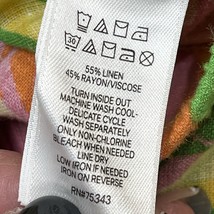 30
55% LINEN
45% RAYON/VISCOSE
TURN INSIDE OUT
MACHINE WASH COOL-
DELICATE CYCLE
WASH SEPARATELY
ONLY NON-CHLORINE
BLEACH WHEN NEEDED
LINE DRY
LOW IRON IF NEEDED
IRON ON REVERSE
RN#75343